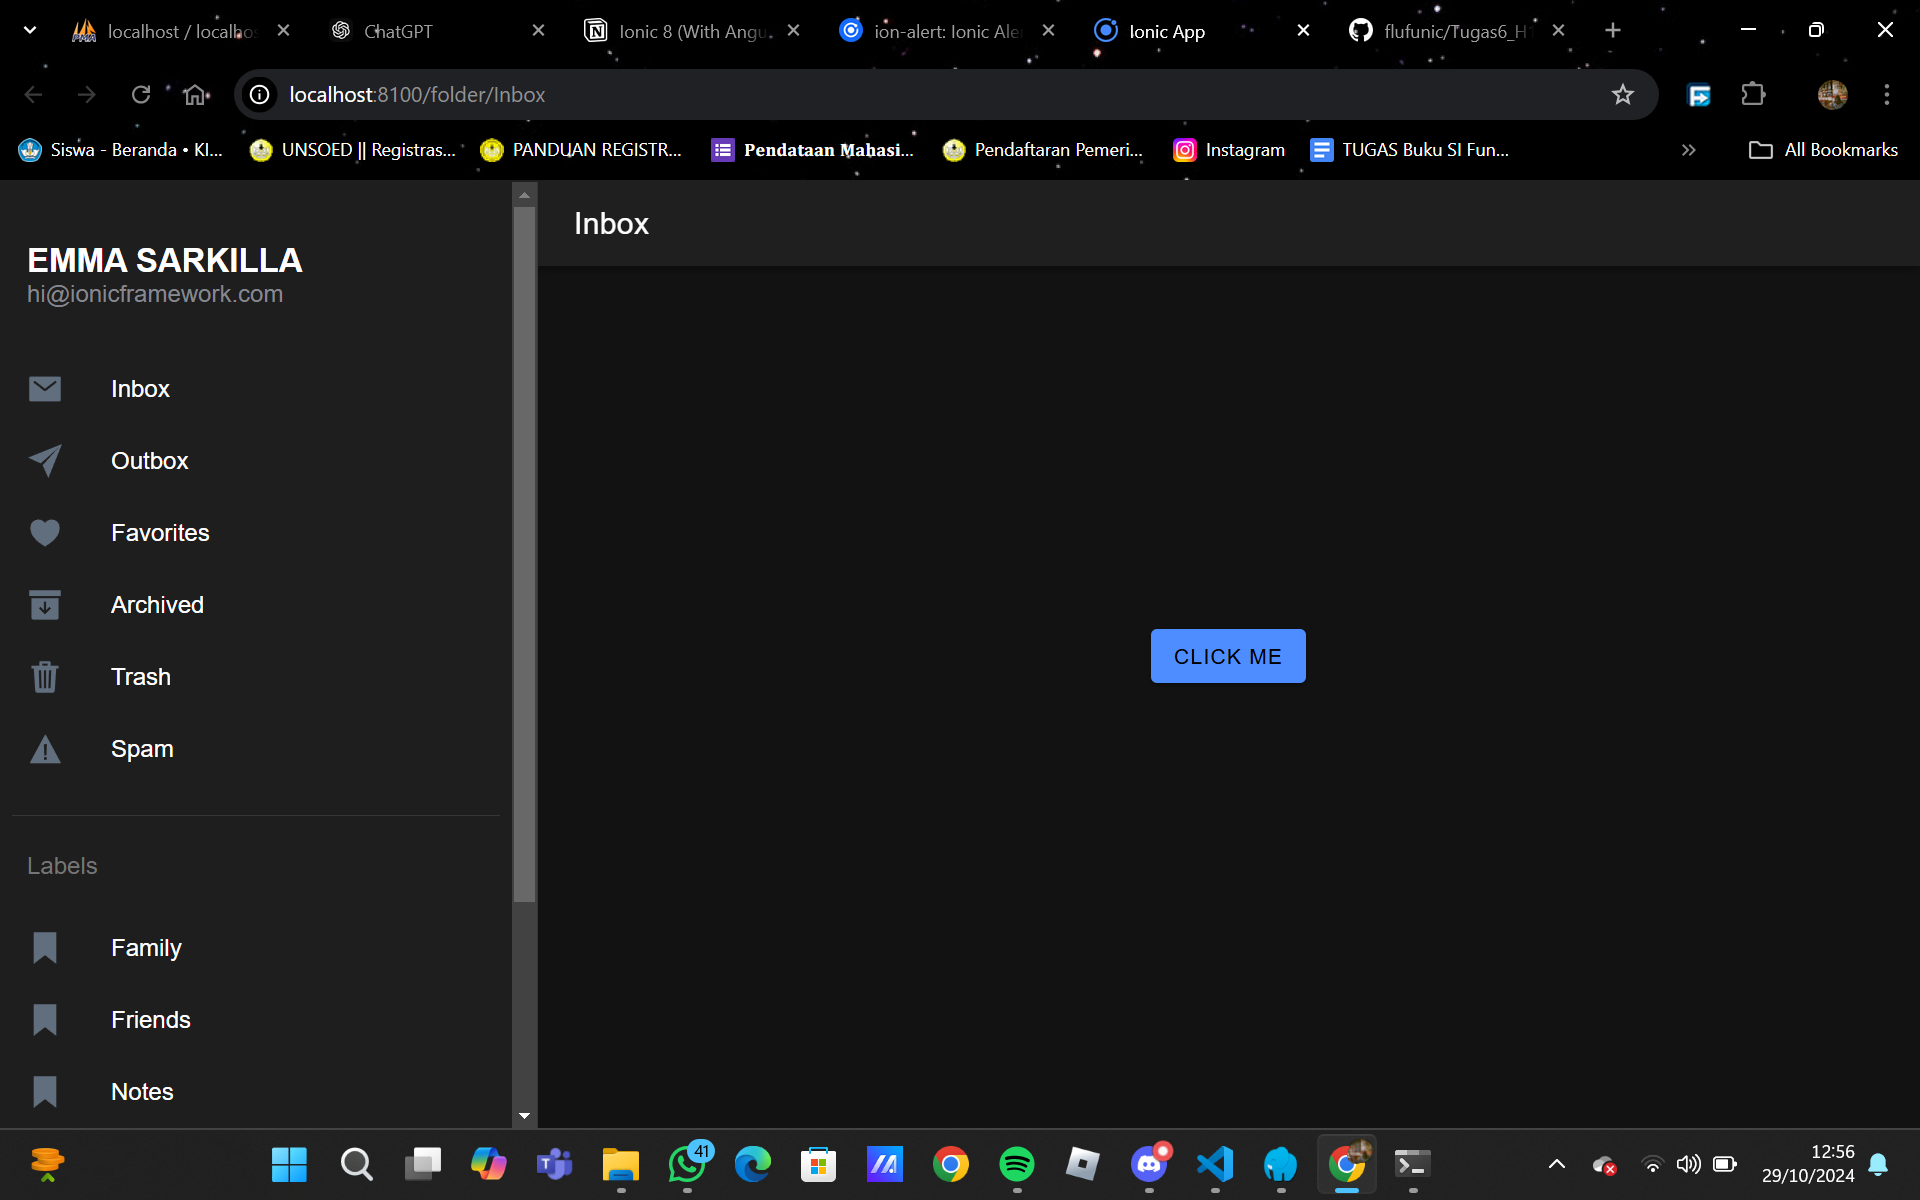 localhost / localhos
ChatGPT
Ionic 8 (With Angu
ion-alert: Ionic Ale
Ionic App
flufunic/Tugas6_H1
localhost:8100/folder/Inbox
Siswa - Beranda • Kl...
UNSOED || Registras...
PANDUAN REGISTR...
Pendataan Mahasi...
Pendaftaran Pemeri...
Instagram
TUGAS Buku SI Fun...
All Bookmarks
EMMA SARKILLA
hi@ionicframework.com
Inbox
Outbox
Favorites
Archived
Trash
Spam
Labels
Family
Friends
Notes
Inbox
CLICK ME
41
12:56
29/10/2024